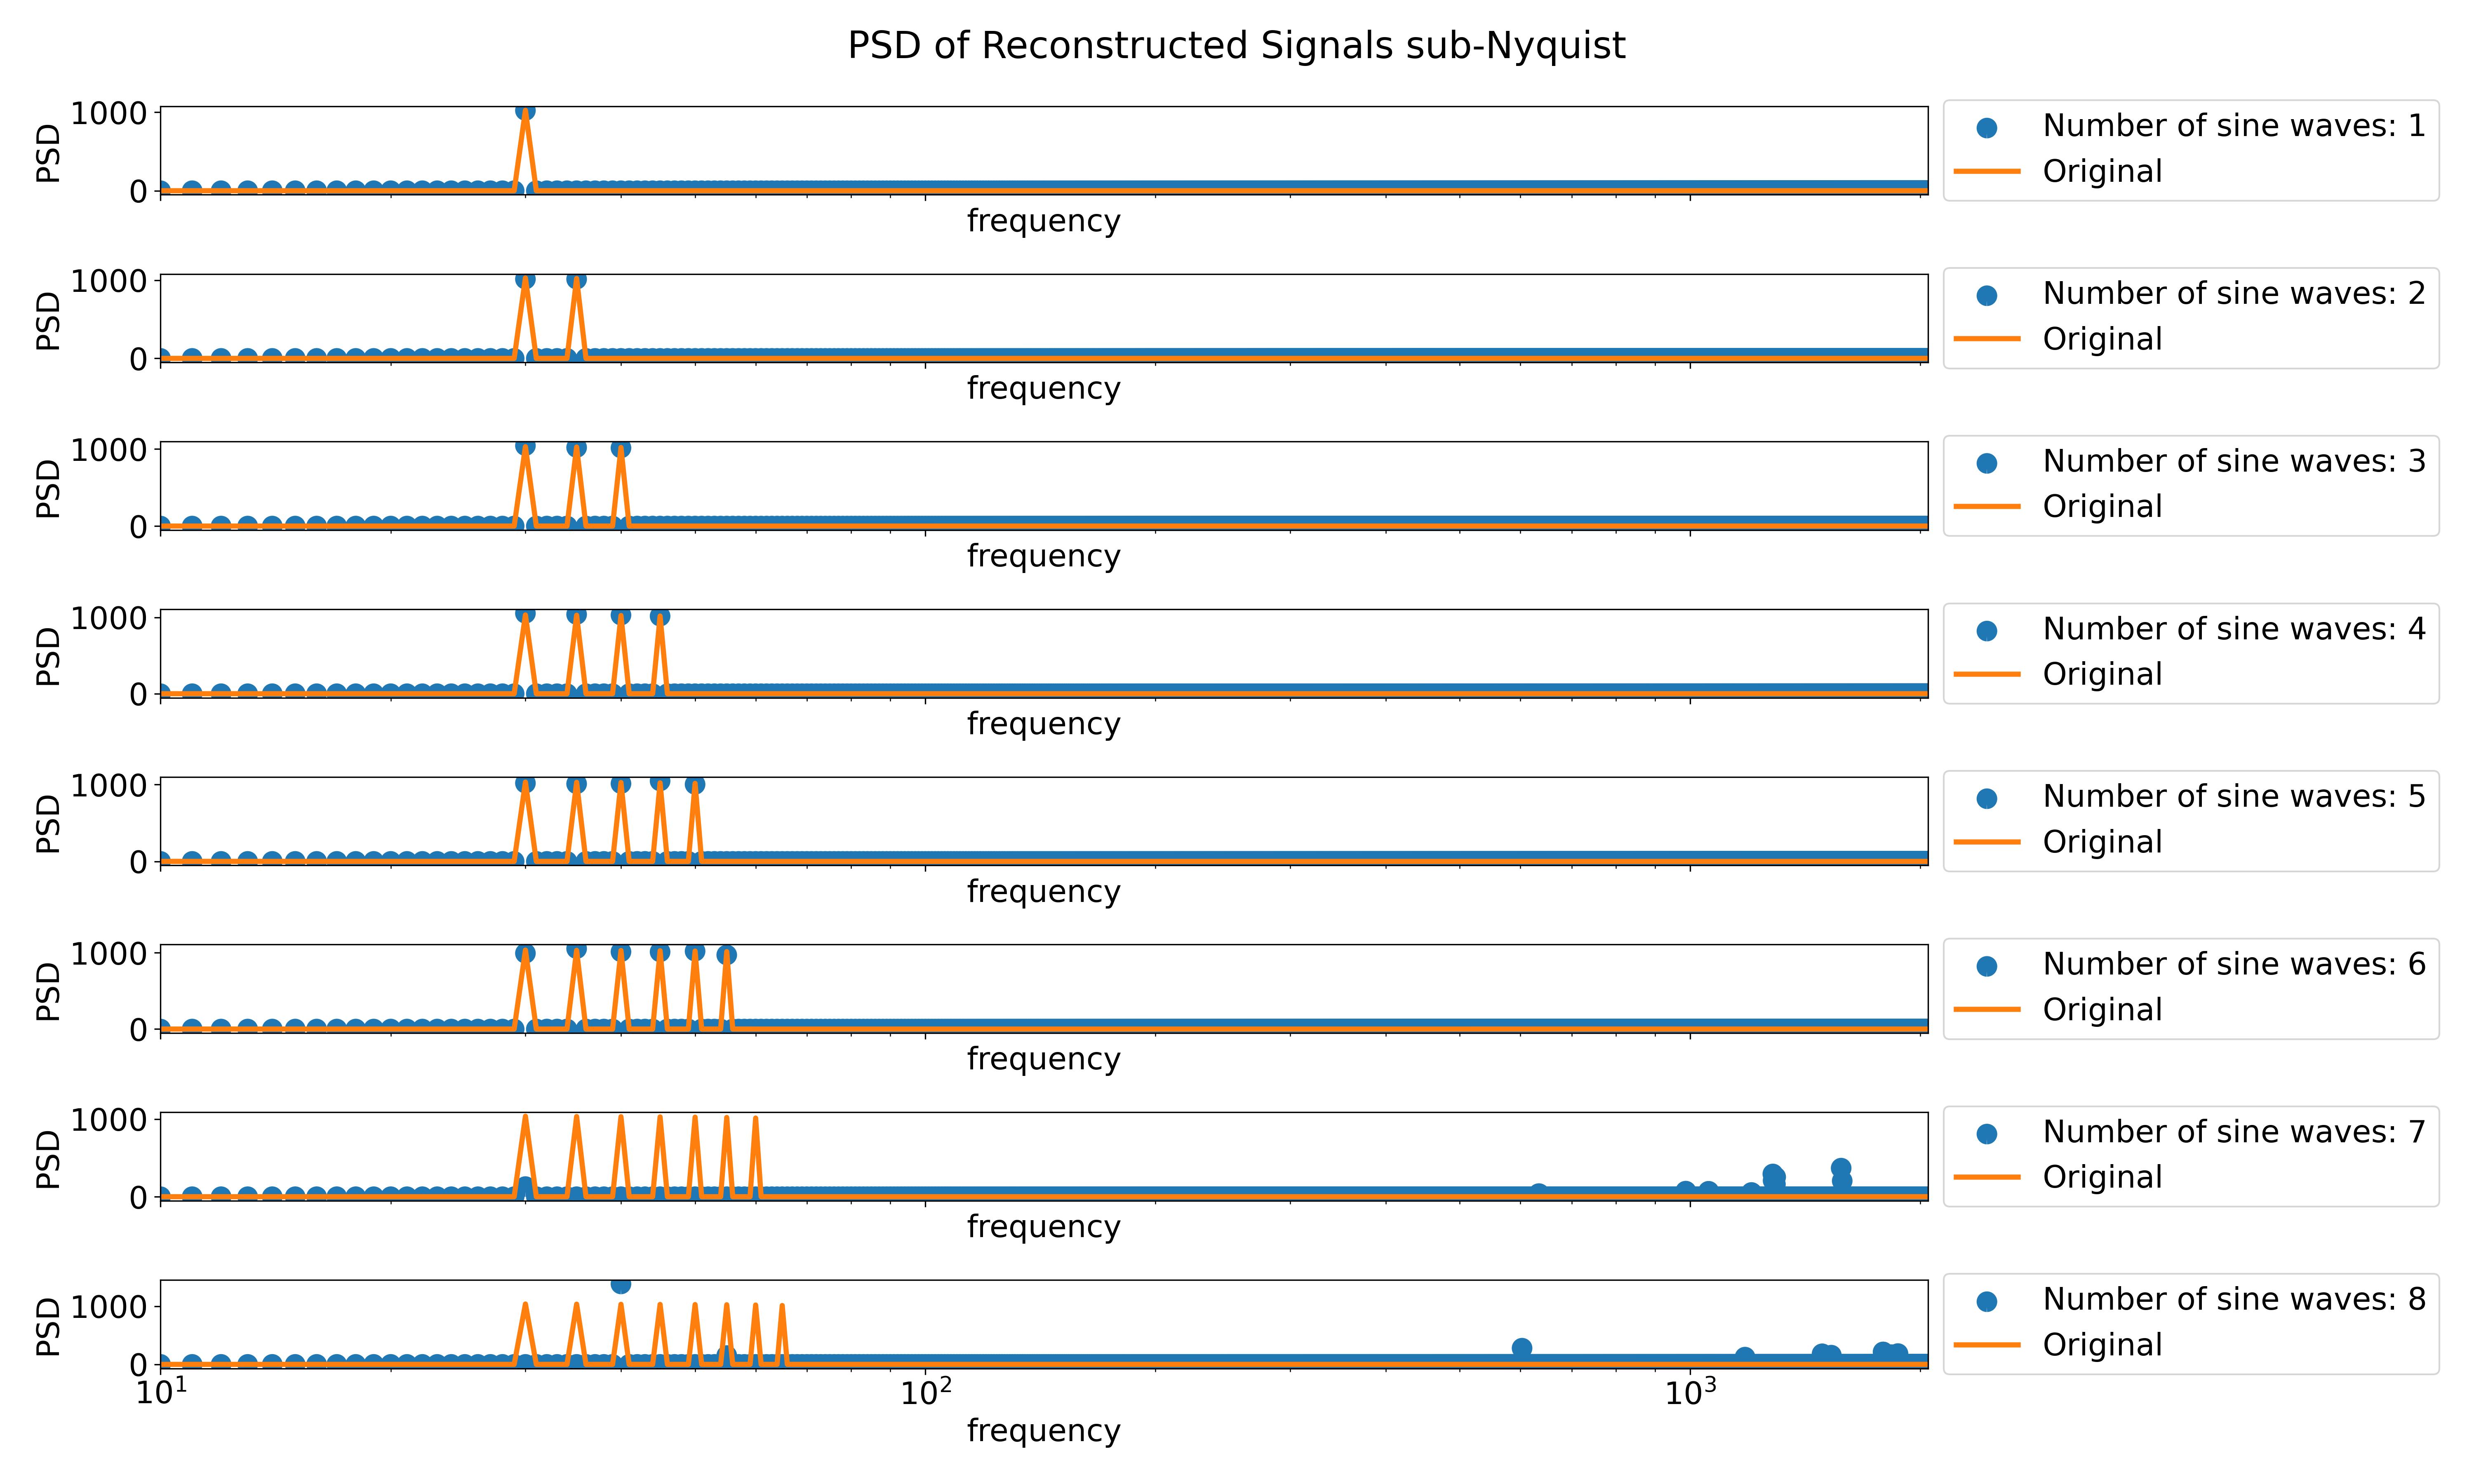 PSD of Reconstructed Signals sub-Nyquist
1000
0
PSD
frequency
Number of sine waves: 1
Original
1000
0
PSD
frequency
Number of sine waves: 2
Original
1000
0
PSD
frequency
Number of sine waves: 3
Original
1000
0
PSD
frequency
Number of sine waves: 4
Original
1000
0
PSD
frequency
Number of sine waves: 5
Original
1000
0
PSD
frequency
Number of sine waves: 6
Original
1000
0
PSD
frequency
Number of sine waves: 7
Original
1000
0
PSD
10¹ 10² 10³
frequency
Number of sine waves: 8
Original